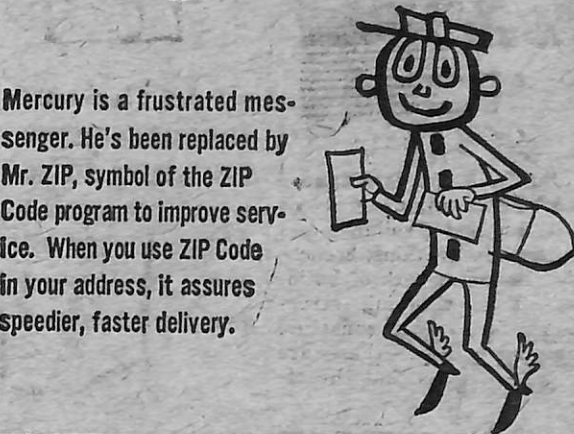 Mercury is a frustrated mes-
senger. He's been replaced by
Mr. ZIP, symbol of the ZIP
Code program to improve serv-
ice. When you use ZIP Code
in your address, it assures
speedier, faster delivery.